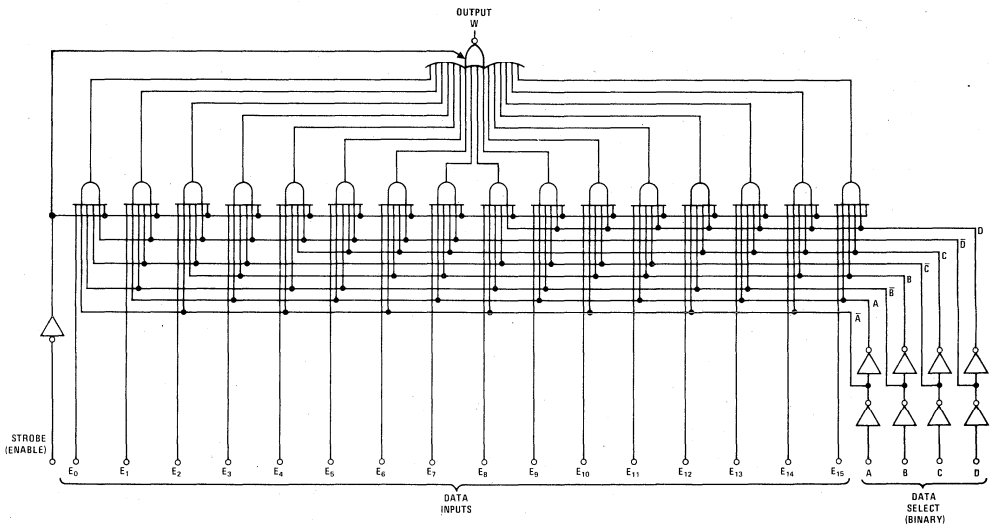 OUTPUT
W
D
D̅
C
C̅
B
B̅
A
A̅
STROBE
(ENABLE)
E0 E1 E2 E3 E4 E5 E6 E7 E8 E9 E10 E11 E12 E13 E14 E15 A B C D
DATA
INPUTS
DATA
SELECT
(BINARY)